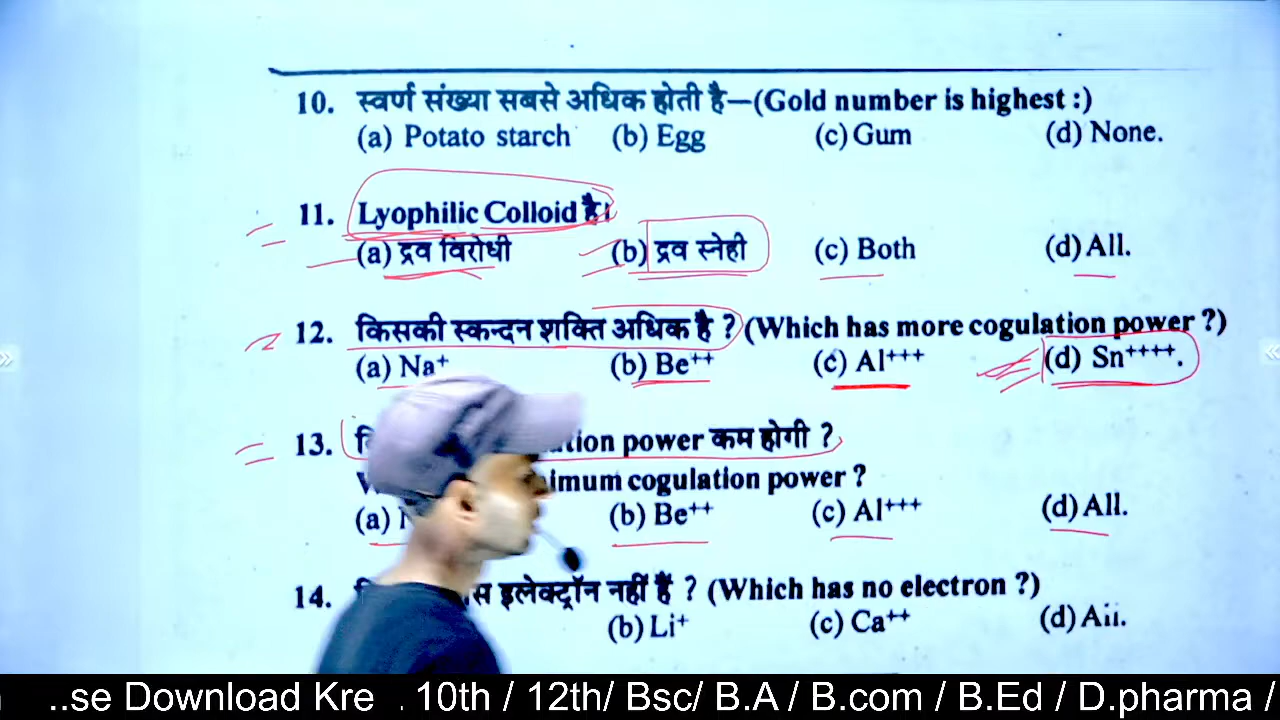 10. स्वर्ण संख्या सबसे अधिक होती है—(Gold number is highest :)
(a) Potato starch (b) Egg (c) Gum (d) None.
11. Lyophilic Colloid है।
(a) द्रव विरोधी (b) द्रव स्नेही (c) Both (d) All.
12. किसकी स्कन्दन शक्ति अधिक है ? (Which has more cogulation power ?)
(a) Na⁺ (b) Be⁺⁺ (c) Al⁺⁺⁺ (d) Sn⁺⁺⁺⁺.
13. power कम होगी ?
cogulation power ?
(a) (b) Be⁺⁺ (c) Al⁺⁺⁺ (d) All.
14. इलेक्ट्रॉन नहीं हैं ? (Which has no electron ?)
(b) Li⁺ (c) Ca⁺⁺ (d) Aii.
..se Download Kre . 10th / 12th/ Bsc/ B.A / B.com / B.Ed / D.pharma /